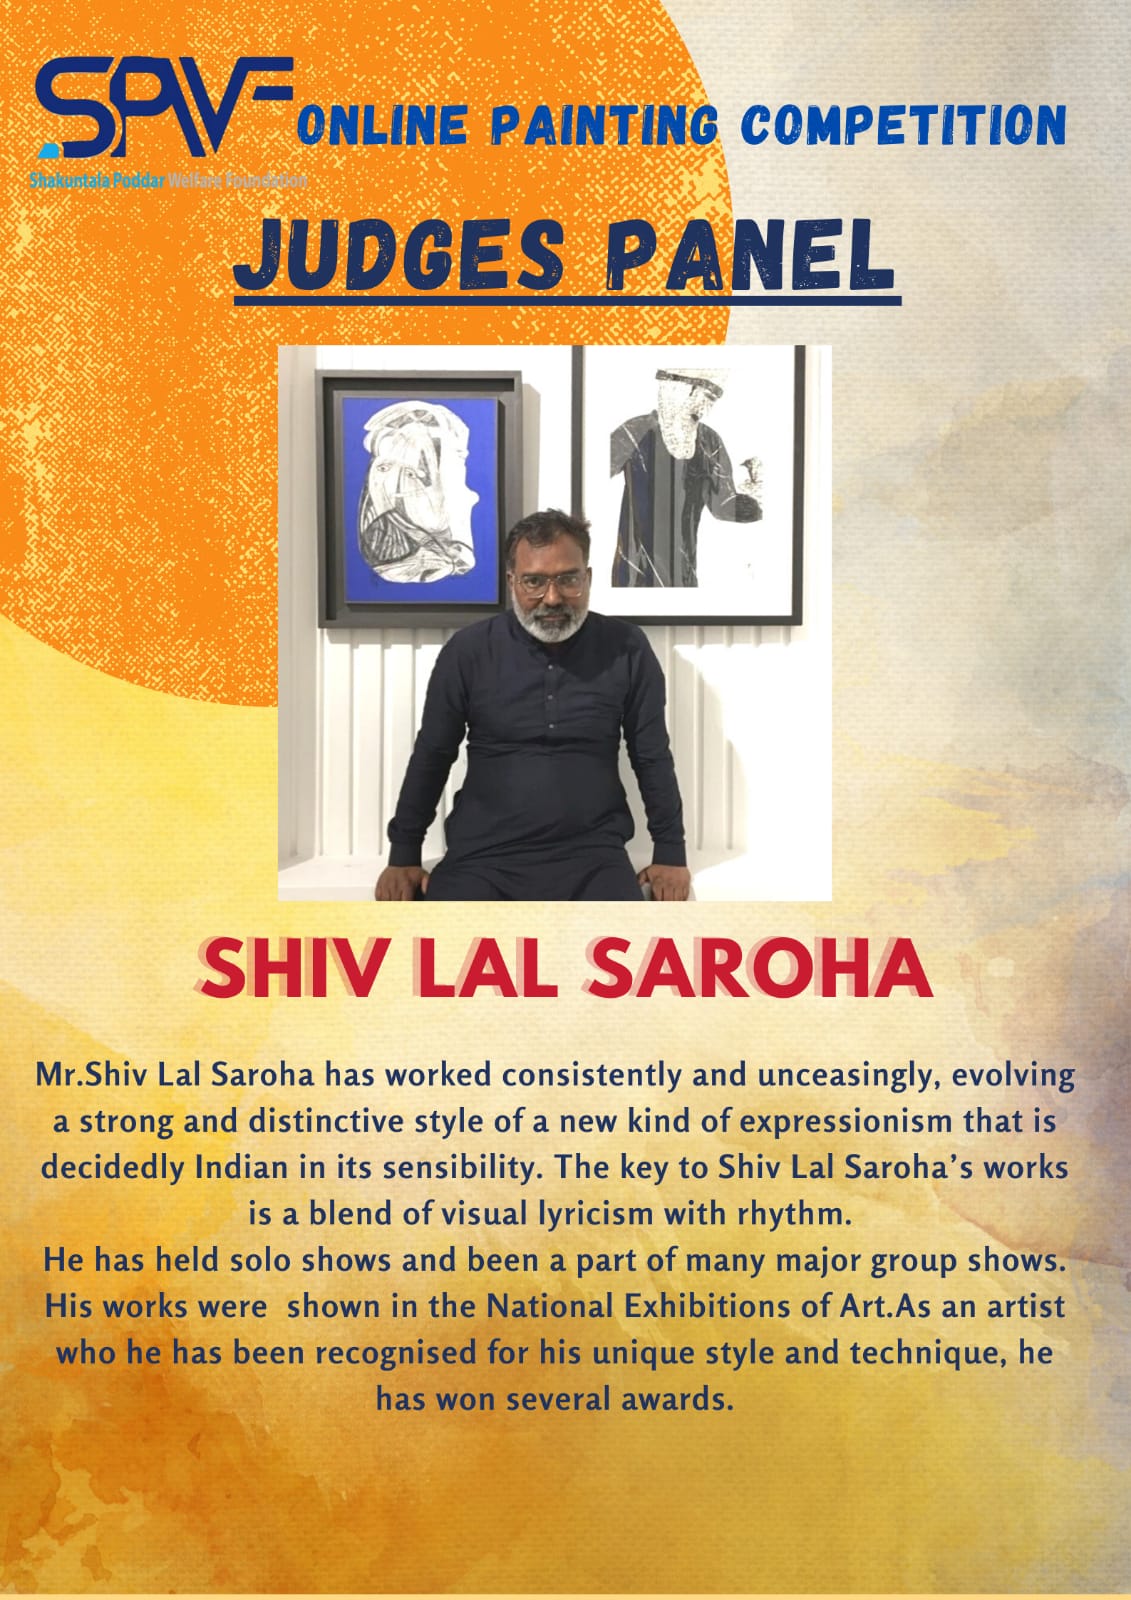 SPWF
ONLINE PAINTING COMPETITION
Shakuntala Poddar Welfare Foundation
JUDGES PANEL
SHIV LAL SAROHA
Mr.Shiv Lal Saroha has worked consistently and unceasingly, evolving
a strong and distinctive style of a new kind of expressionism that is
decidedly Indian in its sensibility. The key to Shiv Lal Saroha's works
is a blend of visual lyricism with rhythm.
He has held solo shows and been a part of many major group shows.
His works were  shown in the National Exhibitions of Art.As an artist
who he has been recognised for his unique style and technique, he
has won several awards.